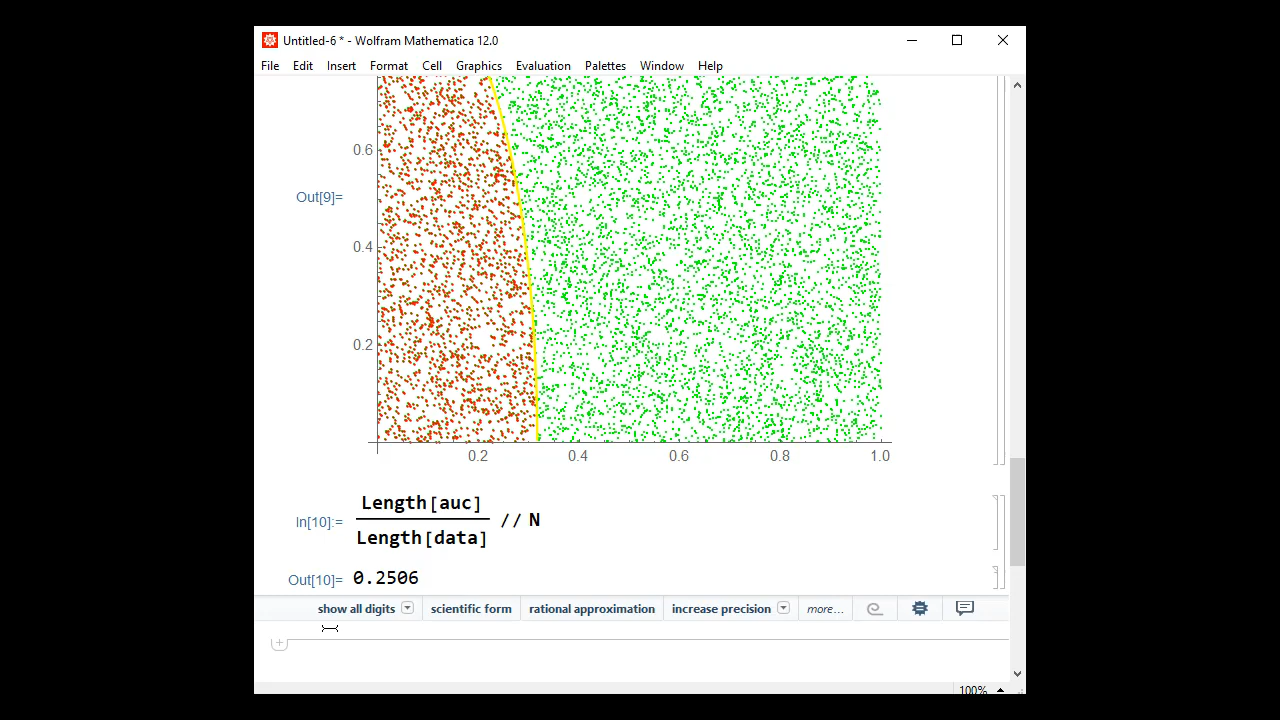 Untitled-6 * - Wolfram Mathematica 12.0
File Edit Insert Format Cell Graphics Evaluation Palettes Window Help
0.6
Out[9]=
0.4
0.2
0.2 0.4 0.6 0.8 1.0
In[10]:= Length[auc]
// N
Length[data]
Out[10]= 0.2506
show all digits scientific form rational approximation increase precision more...
100%